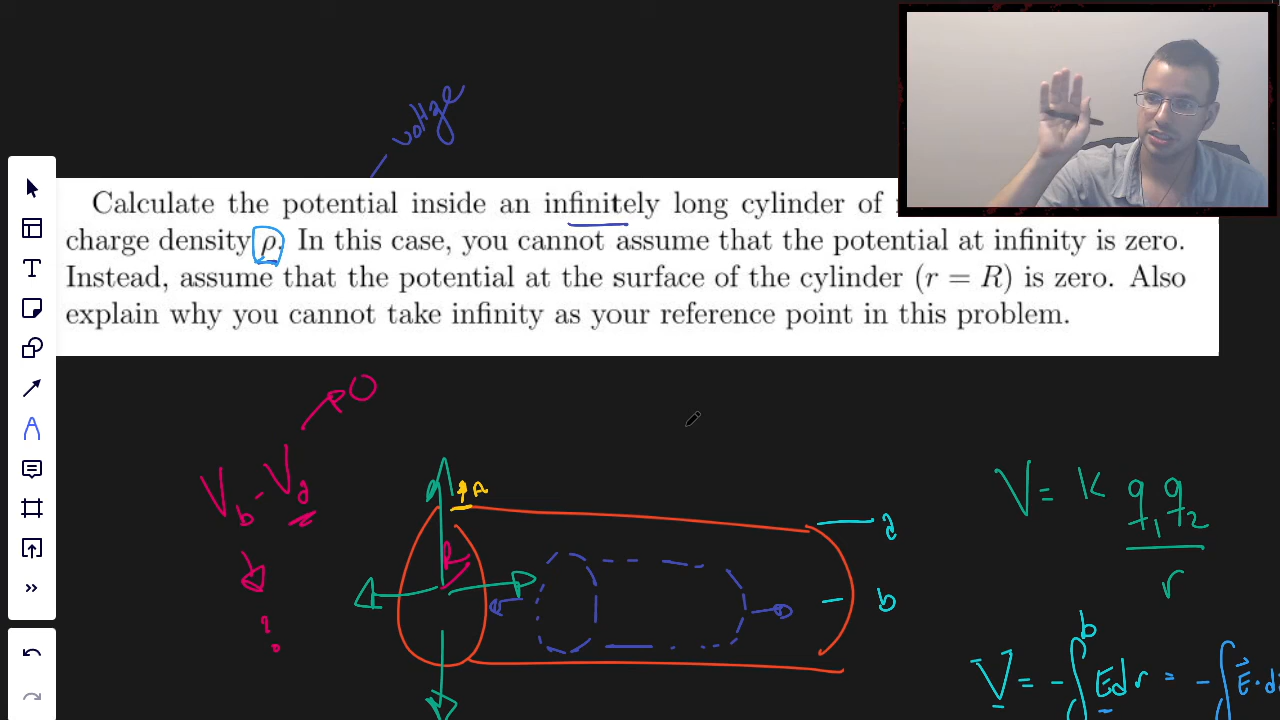 voltage
Calculate the potential inside an infinitely long cylinder of
charge density ρ. In this case, you cannot assume that the potential at infinity is zero.
Instead, assume that the potential at the surface of the cylinder (r = R) is zero. Also
explain why you cannot take infinity as your reference point in this problem.
0
V_b - V_a
?
A
R
a
b
V = k q_1 q_2 / r
V = - ∫^b E dr = - ∫ E⃗ · d
T
A
»